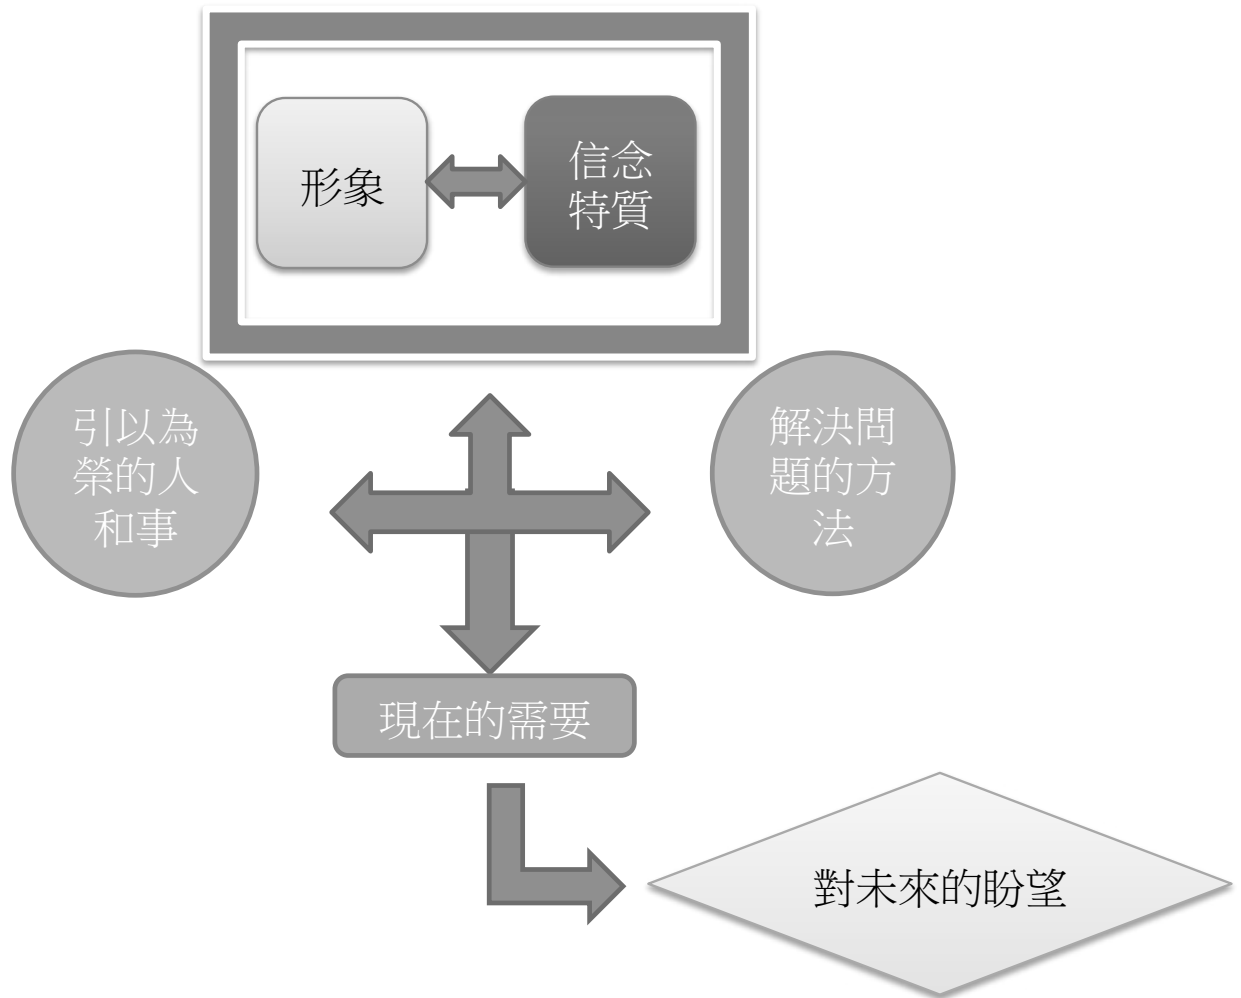 形象
信念
特質
引以為
榮的人
和事
解決問
題的方
法
現在的需要
對未來的盼望